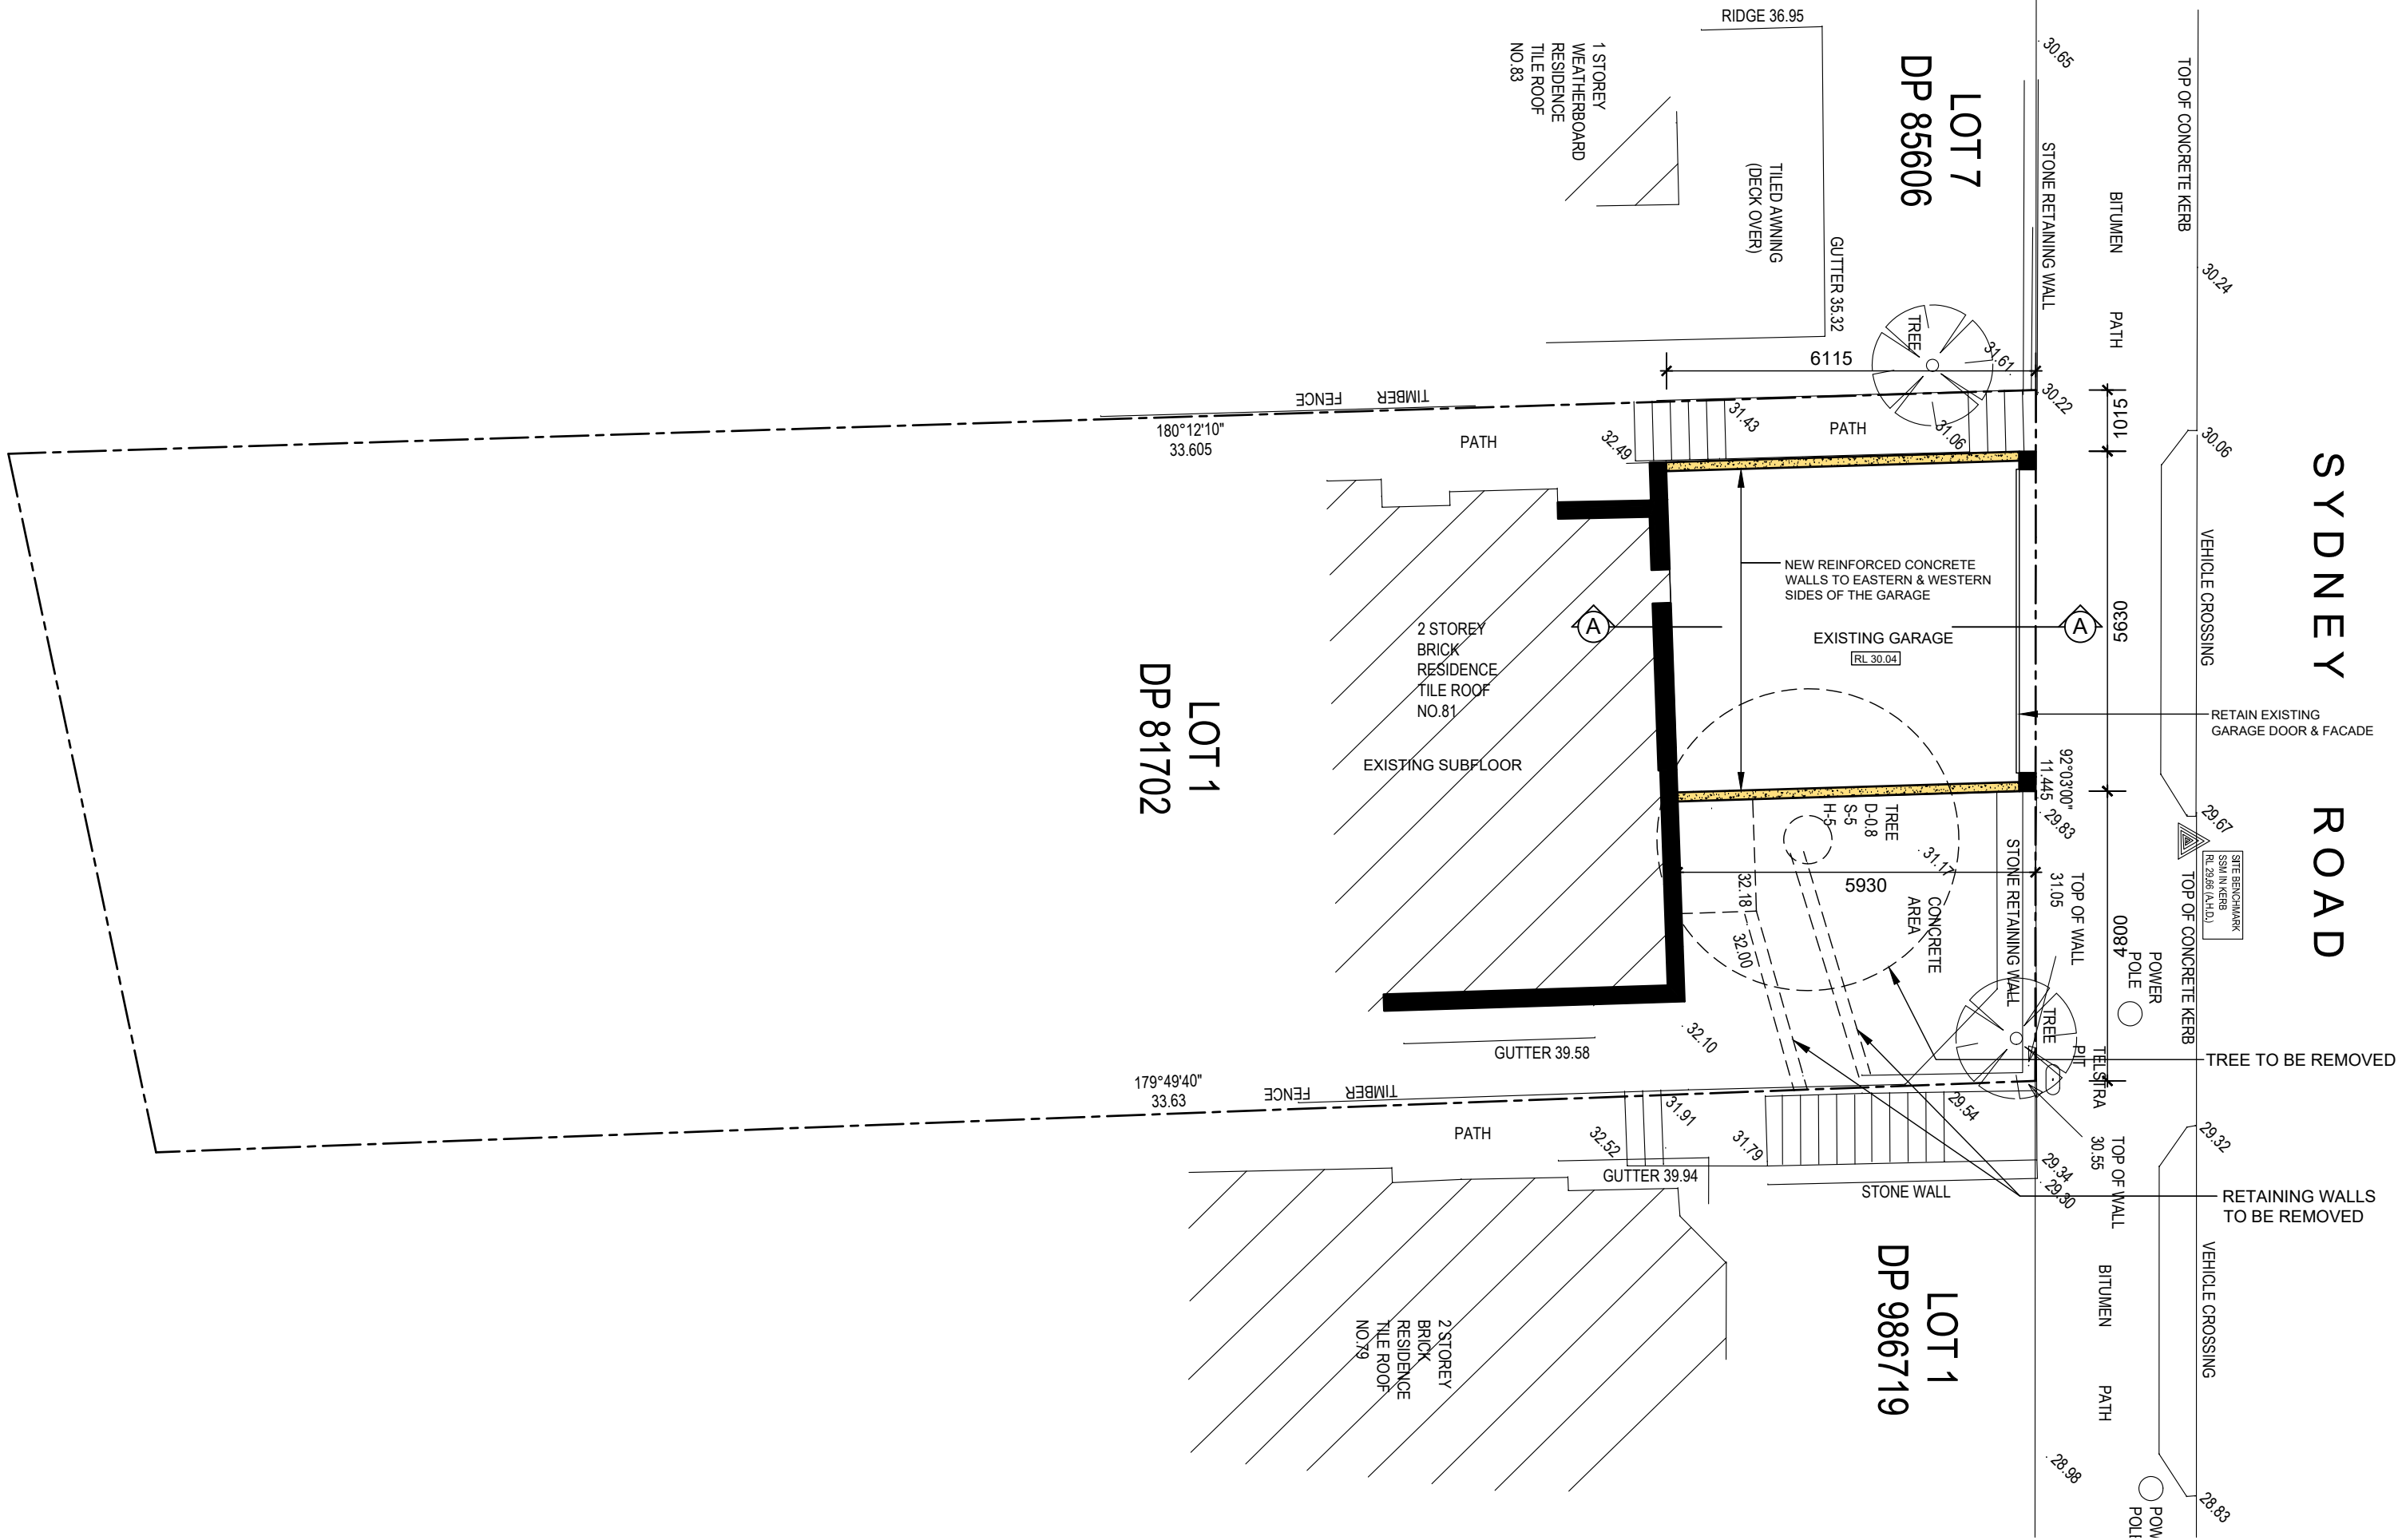 RIDGE 36.95
1 STOREY
WEATHERBOARD
RESIDENCE
TILE ROOF
NO.83
TILED AWNING
(DECK OVER)
GUTTER 35.32
LOT 7
DP 85606
30.65
STONE RETAINING WALL
BITUMEN PATH
TOP OF CONCRETE KERB
30.24
30.06
SYDNEY ROAD
VEHICLE CROSSING
TREE
31.61
30.22
6115
1015
5630
4800
TIMBER FENCE
180°12'10"
33.605
PATH
32.49
31.43
PATH
31.06
NEW REINFORCED CONCRETE
WALLS TO EASTERN & WESTERN
SIDES OF THE GARAGE
A
A
EXISTING GARAGE
RL 30.04
2 STOREY
BRICK
RESIDENCE
TILE ROOF
NO.81
EXISTING SUBFLOOR
LOT 1
DP 81702
RETAIN EXISTING
GARAGE DOOR & FACADE
92°03'00"
11.445
29.83
29.67
SITE BENCHMARK
SSM IN KERB
RL 29.66 (A.H.D.)
TOP OF CONCRETE KERB
TREE
D-0.8
S-5
H-5
31.17
5930
32.18
32.00
CONCRETE
AREA
STONE RETAINING WALL
TOP OF WALL
31.05
POWER
POLE
TREE
TELSTRA
PIT
TREE TO BE REMOVED
32.10
GUTTER 39.58
179°49'40"
33.63
TIMBER FENCE
PATH
32.52
31.91
31.79
29.54
GUTTER 39.94
STONE WALL
29.34
29.30
TOP OF WALL
30.55
29.32
RETAINING WALLS
TO BE REMOVED
LOT 1
DP 986719
2 STOREY
BRICK
RESIDENCE
TILE ROOF
NO.79
BITUMEN PATH
VEHICLE CROSSING
28.98
28.83
POW
POLE